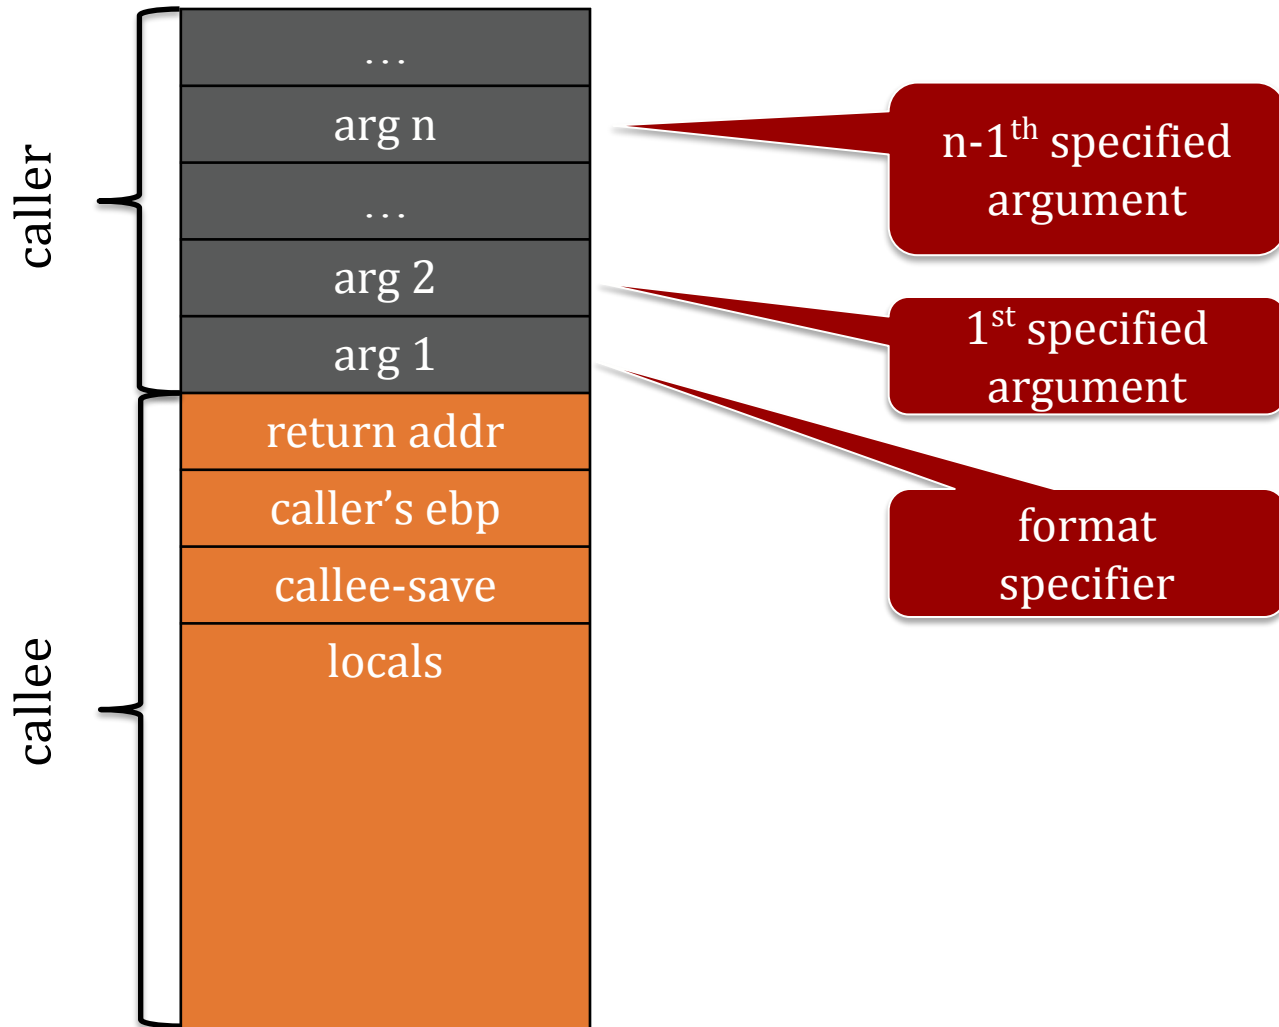 caller
…
arg n
…
arg 2
arg 1
callee
return addr
caller’s ebp
callee-save
locals
n-1th specified
argument
1st specified
argument
format
specifier